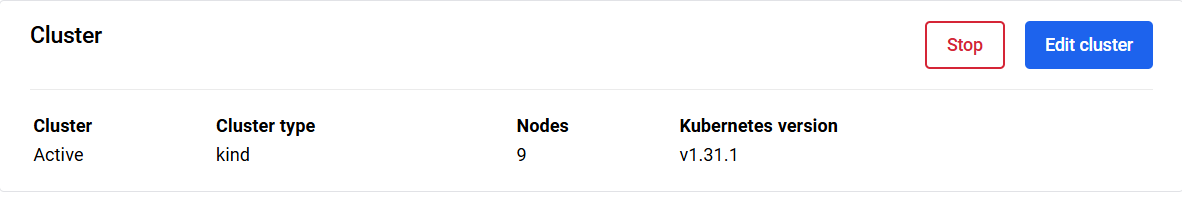 Cluster
Stop
Edit cluster
Cluster Cluster type Nodes Kubernetes version
Active kind 9 v1.31.1